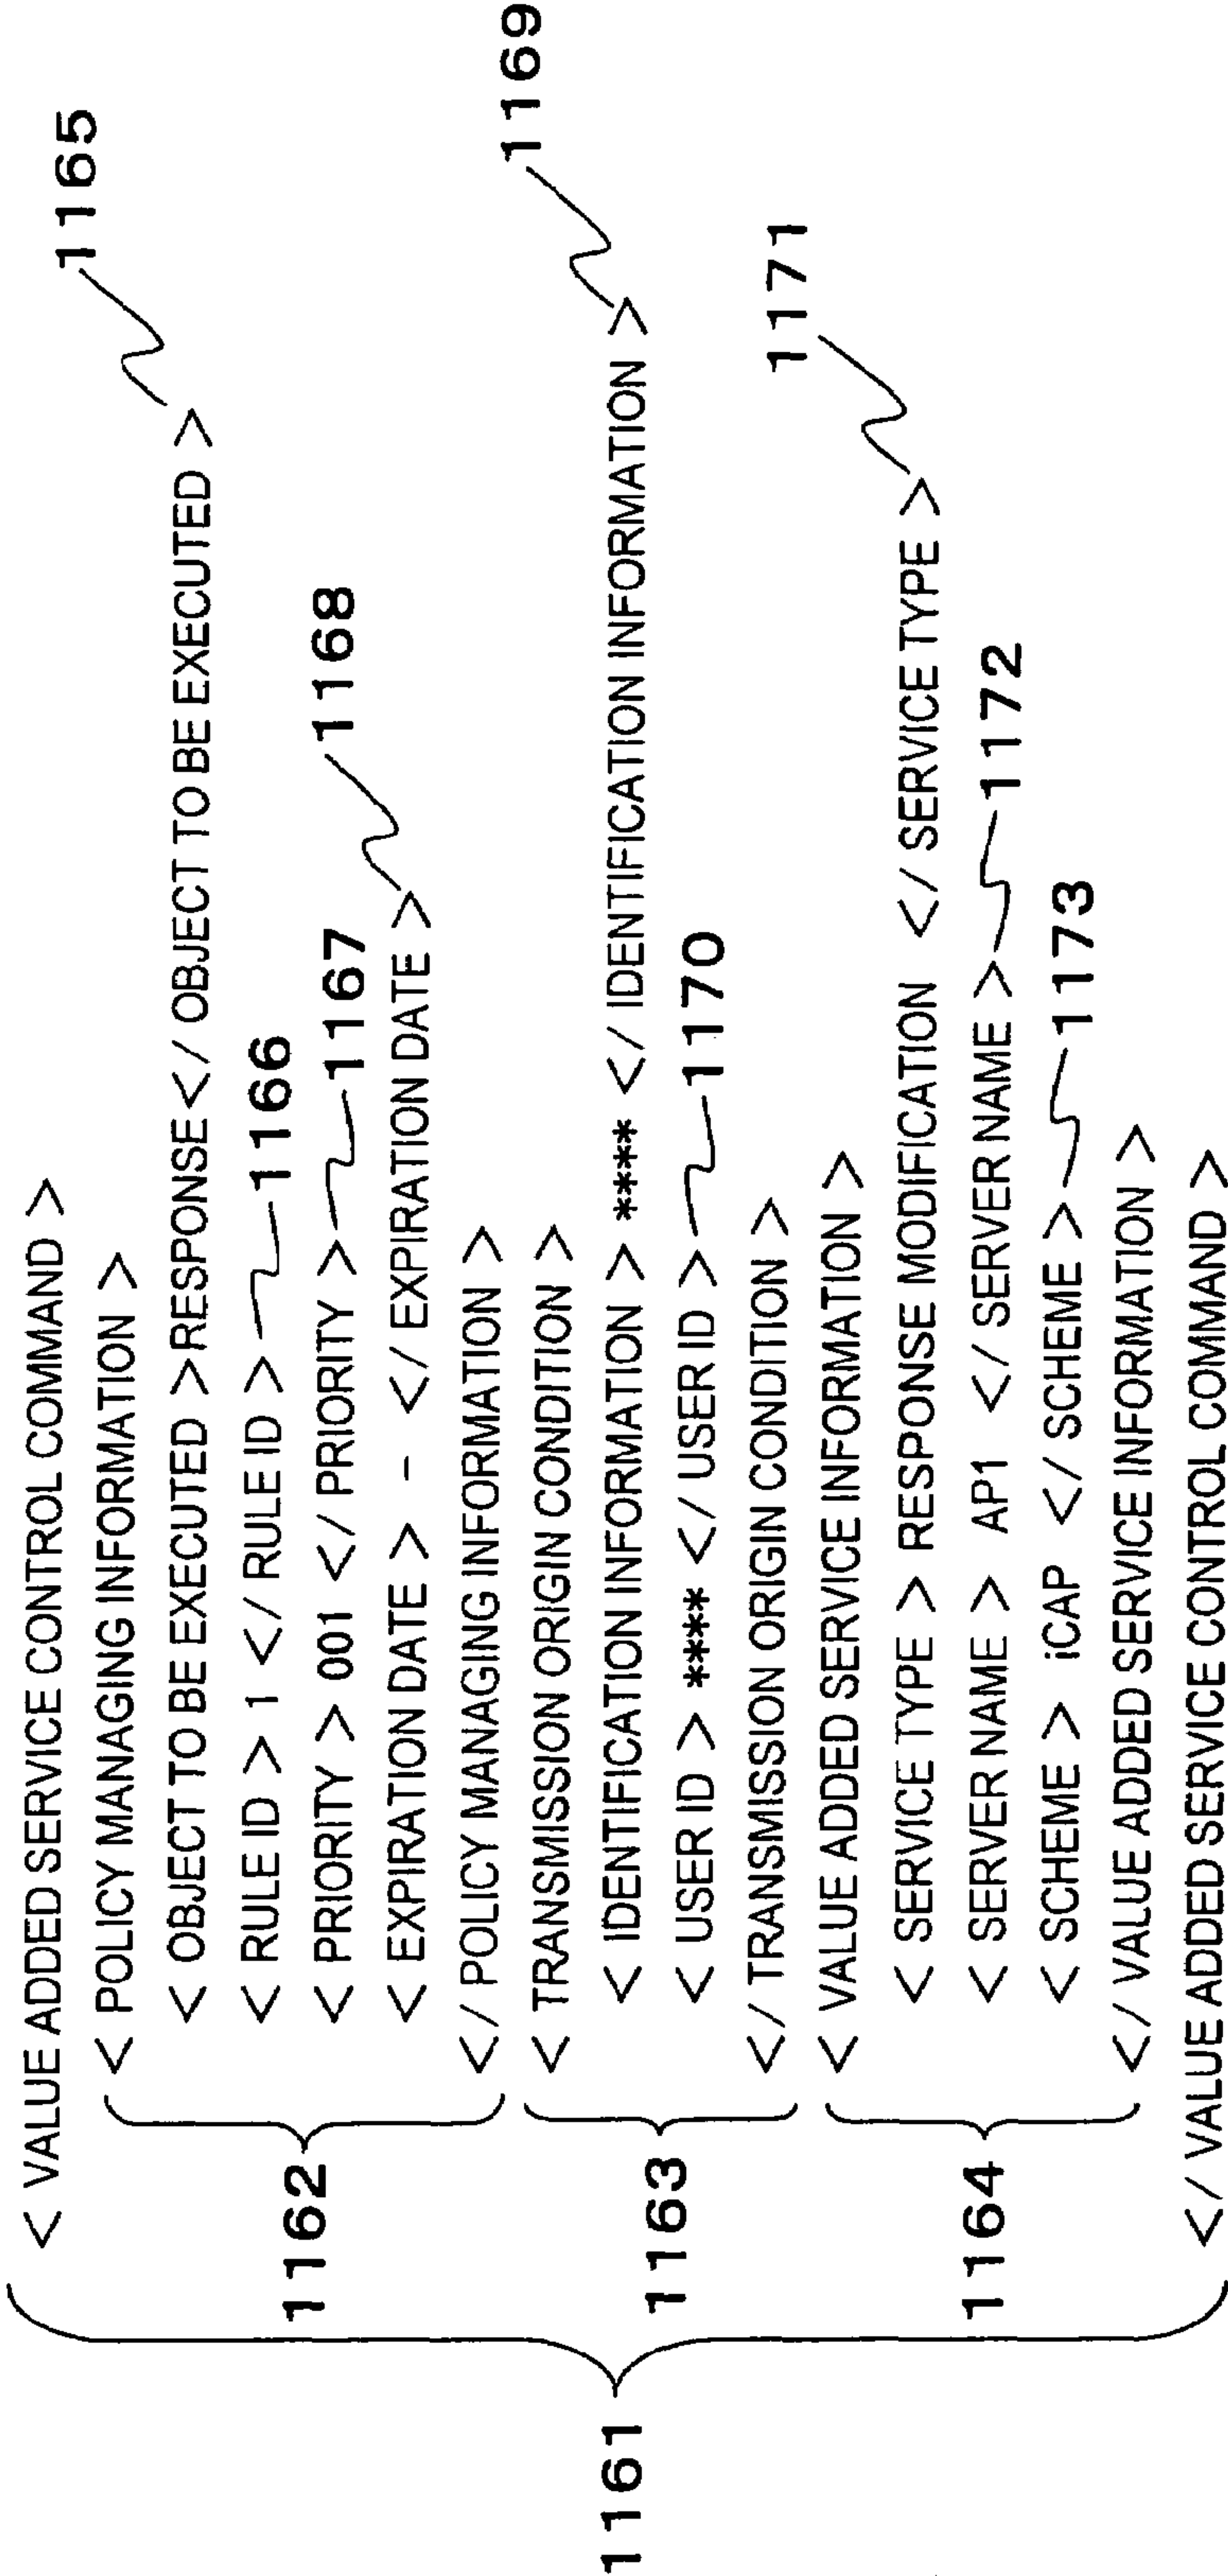 < VALUE ADDED SERVICE CONTROL COMMAND >
< POLICY MANAGING INFORMATION >
< OBJECT TO BE EXECUTED >RESPONSE</ OBJECT TO BE EXECUTED > 1165
< RULE ID > 1 </ RULE ID > 1166
< PRIORITY > 001 </ PRIORITY > 1167
< EXPIRATION DATE > - </ EXPIRATION DATE > 1168
</ POLICY MANAGING INFORMATION >
1162
< TRANSMISSION ORIGIN CONDITION >
< IDENTIFICATION INFORMATION > **** </ IDENTIFICATION INFORMATION > 1169
< USER ID > **** </ USER ID > 1170
</ TRANSMISSION ORIGIN CONDITION >
1163
< VALUE ADDED SERVICE INFORMATION >
< SERVICE TYPE > RESPONSE MODIFICATION </ SERVICE TYPE > 1171
< SERVER NAME > AP1 </ SERVER NAME > 1172
< SCHEME > iCAP </ SCHEME > 1173
</ VALUE ADDED SERVICE INFORMATION >
1164
</ VALUE ADDED SERVICE CONTROL COMMAND >
1161